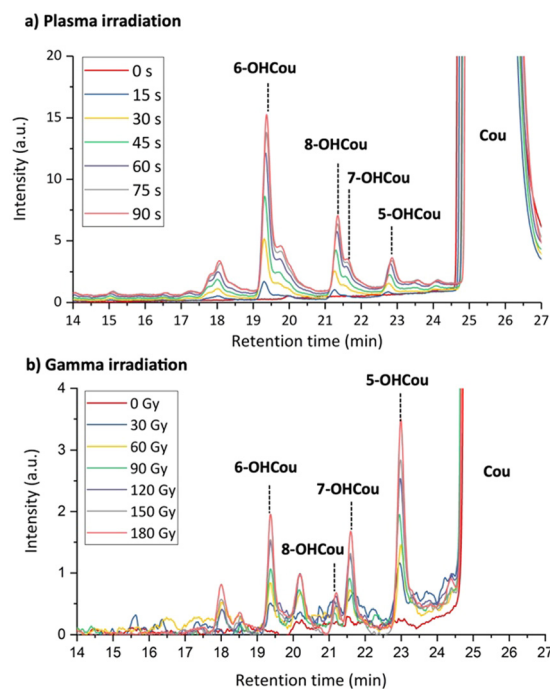 a) Plasma irradiation
20
15
10
5
0
Intensity (a.u.)
0 s
15 s
30 s
45 s
60 s
75 s
90 s
6-OHCou
8-OHCou
7-OHCou
5-OHCou
Cou
14 15 16 17 18 19 20 21 22 23 24 25 26 27
Retention time (min)
b) Gamma irradiation
4
3
2
1
0
Intensity (a.u.)
0 Gy
30 Gy
60 Gy
90 Gy
120 Gy
150 Gy
180 Gy
5-OHCou
6-OHCou
7-OHCou
8-OHCou
Cou
14 15 16 17 18 19 20 21 22 23 24 25 26 27
Retention time (min)